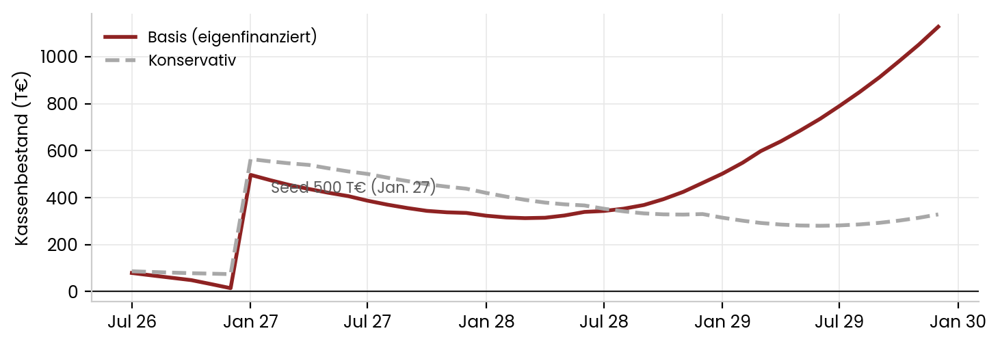 Basis (eigenfinanziert)
Konservativ
Kassenbestand (T€)
1000
800
600
400
200
0
Seed 500 T€ (Jan. 27)
Jul 26
Jan 27
Jul 27
Jan 28
Jul 28
Jan 29
Jul 29
Jan 30